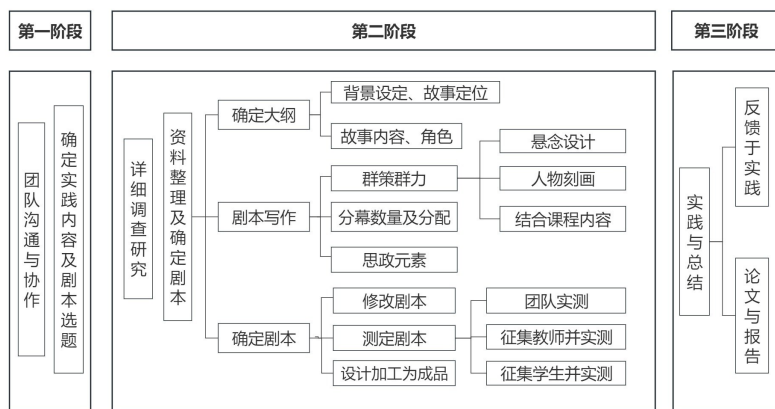 第一阶段
第二阶段
第三阶段
团队沟通与协作
确定实践内容及剧本选题
详细调查研究
资料整理及确定剧本
确定大纲
背景设定、故事定位
故事内容、角色
剧本写作
群策群力
悬念设计
人物刻画
结合课程内容
分幕数量及分配
思政元素
确定剧本
修改剧本
测定剧本
团队实测
征集教师并实测
征集学生并实测
设计加工为成品
实践与总结
反馈于实践
论文与报告